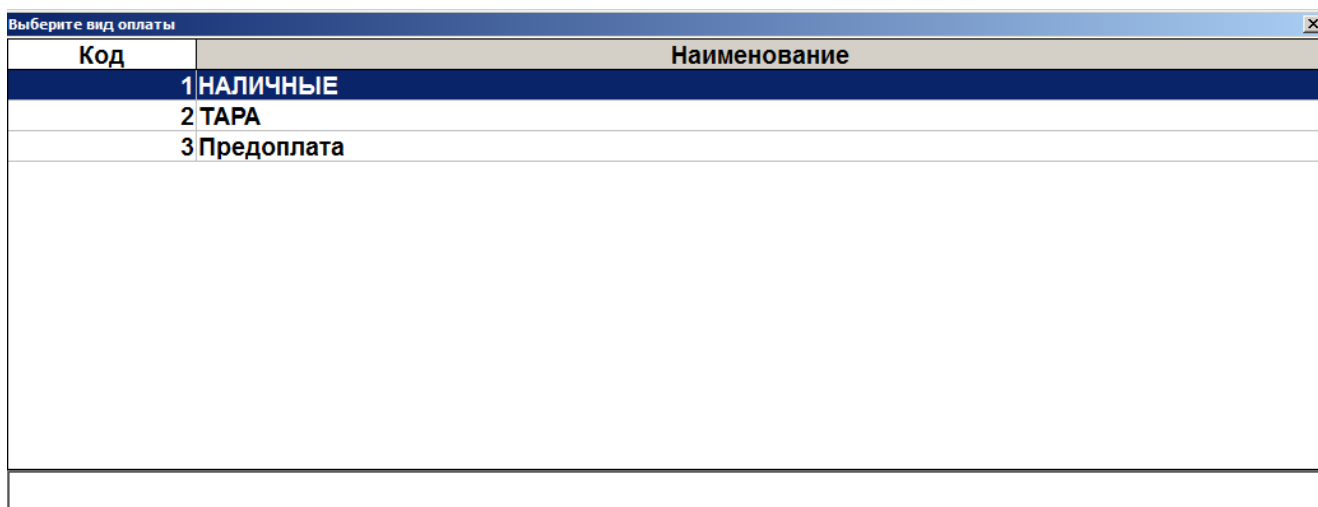 Выберите вид оплаты
Код Наименование
1 НАЛИЧНЫЕ
2 ТАРА
3 Предоплата